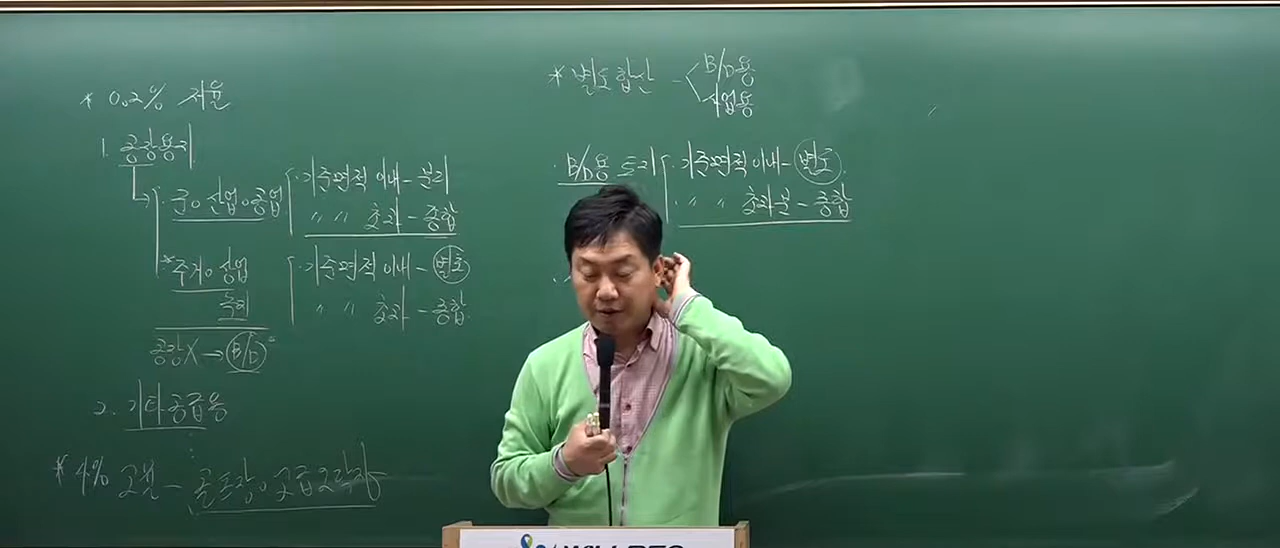 * 0.2% 저율
1. 공장용지
군·산업·공업
기준면적 이내 - 분리
〃 〃 초과 - 종합
* 주거·상업
녹지
기준면적 이내 - 별도
〃 〃 초과 - 종합
공장X → B/D
2. 기타공급용
* 4% 고율 - 골프장·고급오락장
* 별도합산 - B/D용
사업용
· B/D용 토지
· 기준면적 이내 - 별도
· 〃 〃 초과분 - 종합